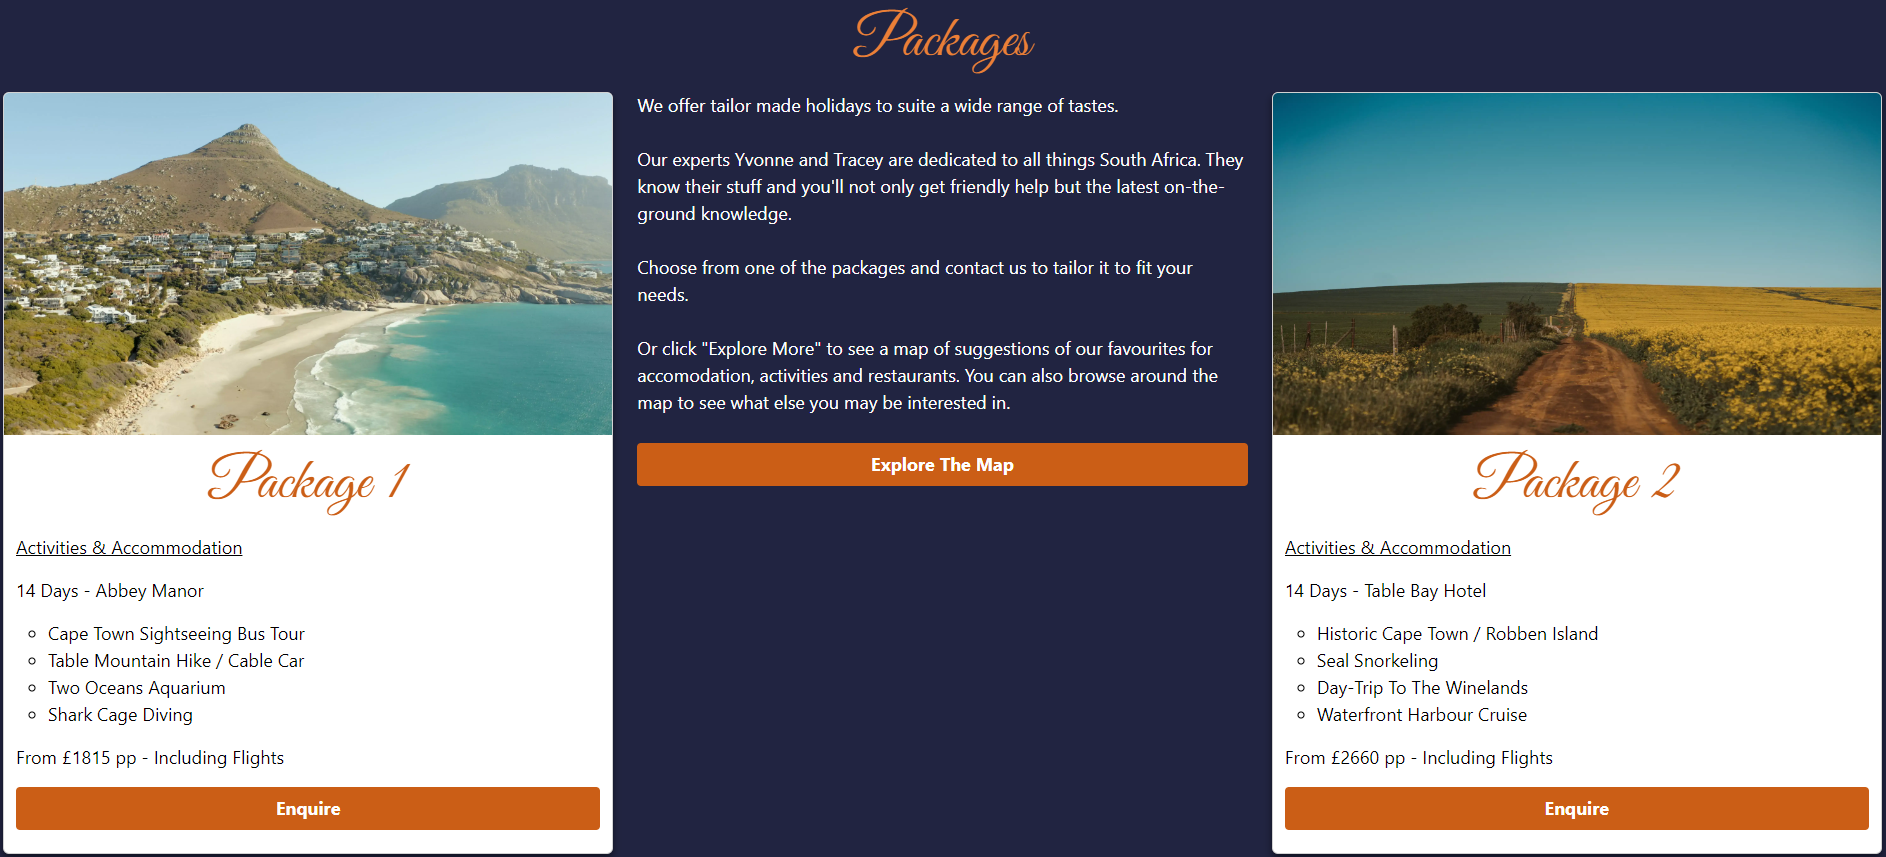 Packages
Package 1
Activities & Accommodation
14 Days - Abbey Manor
Cape Town Sightseeing Bus Tour
Table Mountain Hike / Cable Car
Two Oceans Aquarium
Shark Cage Diving
From £1815 pp - Including Flights
Enquire
We offer tailor made holidays to suite a wide range of tastes.
Our experts Yvonne and Tracey are dedicated to all things South Africa. They
know their stuff and you'll not only get friendly help but the latest on-the-
ground knowledge.
Choose from one of the packages and contact us to tailor it to fit your
needs.
Or click "Explore More" to see a map of suggestions of our favourites for
accomodation, activities and restaurants. You can also browse around the
map to see what else you may be interested in.
Explore The Map
Package 2
Activities & Accommodation
14 Days - Table Bay Hotel
Historic Cape Town / Robben Island
Seal Snorkeling
Day-Trip To The Winelands
Waterfront Harbour Cruise
From £2660 pp - Including Flights
Enquire